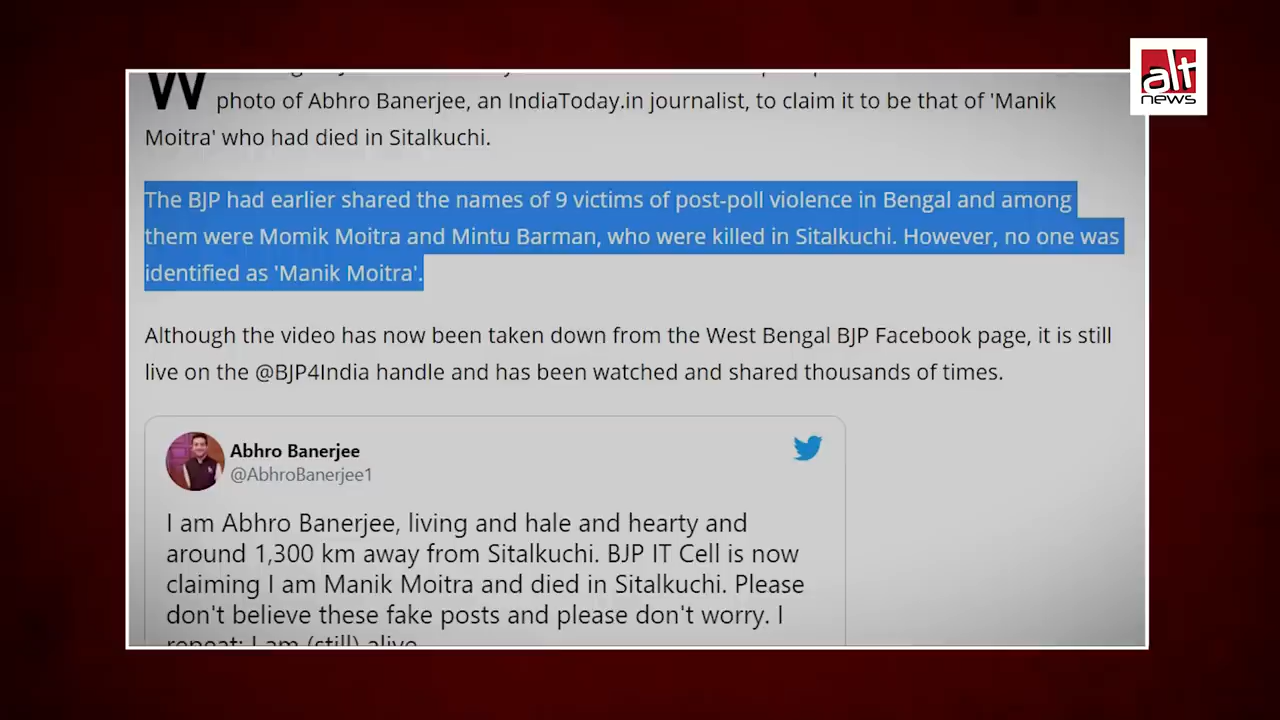 alt
news
W
photo of Abhro Banerjee, an IndiaToday.in journalist, to claim it to be that of 'Manik
Moitra' who had died in Sitalkuchi.
The BJP had earlier shared the names of 9 victims of post-poll violence in Bengal and among
them were Momik Moitra and Mintu Barman, who were killed in Sitalkuchi. However, no one was
identified as 'Manik Moitra'.
Although the video has now been taken down from the West Bengal BJP Facebook page, it is still
live on the @BJP4India handle and has been watched and shared thousands of times.
Abhro Banerjee
@AbhroBanerjee1
I am Abhro Banerjee, living and hale and hearty and
around 1,300 km away from Sitalkuchi. BJP IT Cell is now
claiming I am Manik Moitra and died in Sitalkuchi. Please
don't believe these fake posts and please don't worry. I
repeat: I am (still) alive